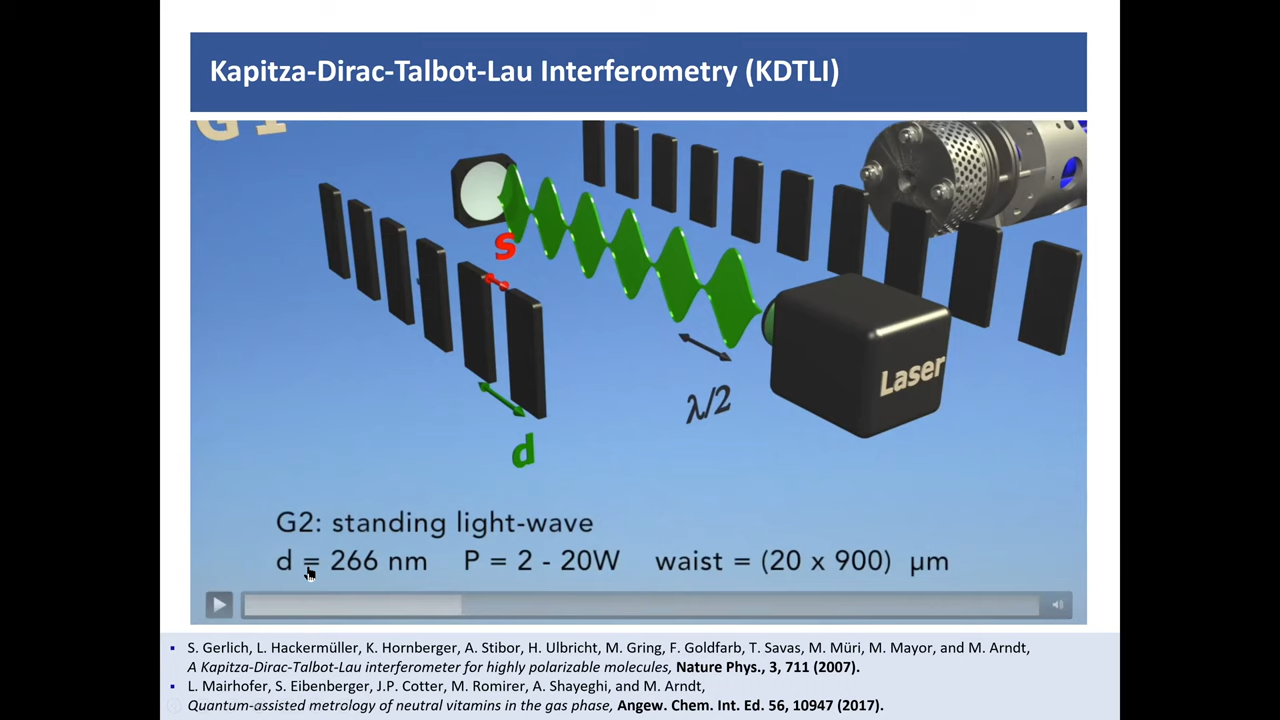 Kapitza-Dirac-Talbot-Lau Interferometry (KDTLI)
G1
s
Laser
λ/2
d
G2: standing light-wave
d = 266 nm P = 2 - 20W waist = (20 x 900) μm
▪ S. Gerlich, L. Hackermüller, K. Hornberger, A. Stibor, H. Ulbricht, M. Gring, F. Goldfarb, T. Savas, M. Müri, M. Mayor, and M. Arndt,
A Kapitza-Dirac-Talbot-Lau interferometer for highly polarizable molecules, Nature Phys., 3, 711 (2007).
▪ L. Mairhofer, S. Eibenberger, J.P. Cotter, M. Romirer, A. Shayeghi, and M. Arndt,
Quantum-assisted metrology of neutral vitamins in the gas phase, Angew. Chem. Int. Ed. 56, 10947 (2017).